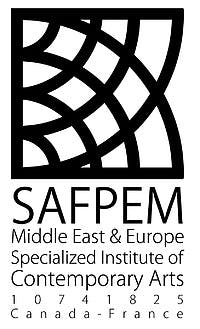 SAFPEM
Middle East & Europe
Specialized Institute of
Contemporary Arts
1 0 7 4 1 8 2 5
Canada-France